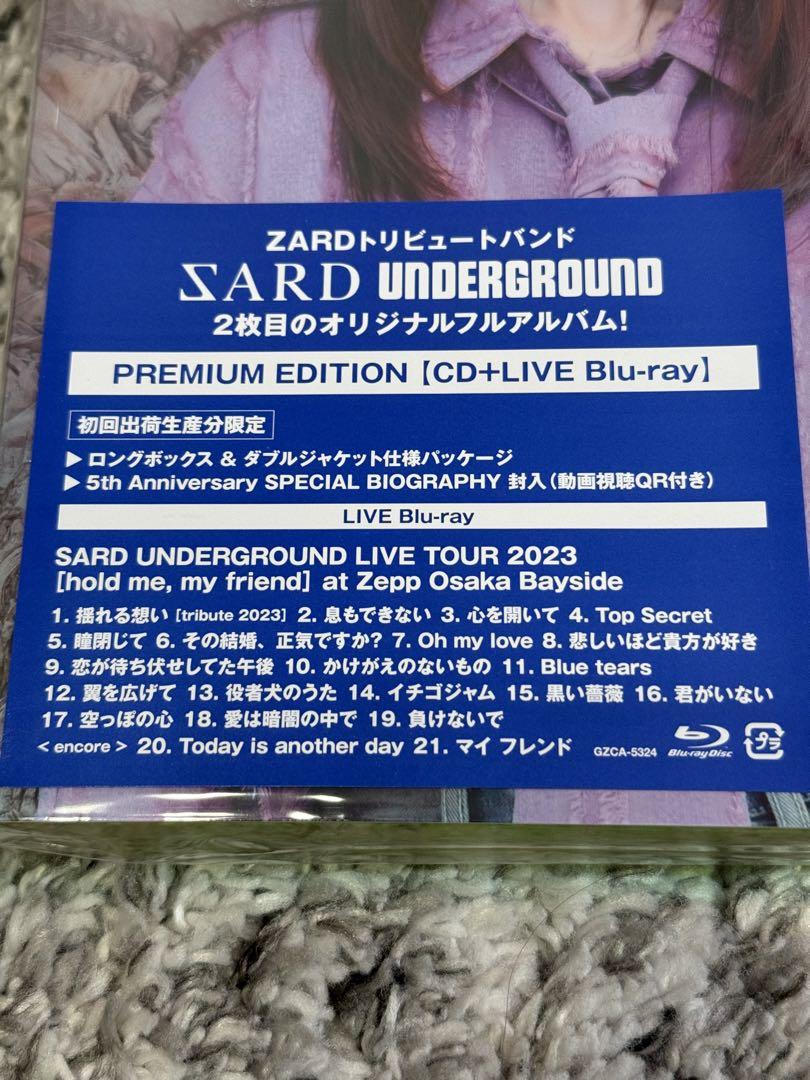 ZARDトリビュートバンド
SARD UNDERGROUND
2枚目のオリジナルフルアルバム!
PREMIUM EDITION【CD+LIVE Blu-ray】
初回出荷生産分限定
▶ ロングボックス & ダブルジャケット仕様パッケージ
▶ 5th Anniversary SPECIAL BIOGRAPHY 封入(動画視聴QR付き)
LIVE Blu-ray
SARD UNDERGROUND LIVE TOUR 2023
[hold me, my friend] at Zepp Osaka Bayside
1. 揺れる想い [tribute 2023] 2. 息もできない 3. 心を開いて 4. Top Secret
5. 瞳閉じて 6. その結婚、正気ですか? 7. Oh my love 8. 悲しいほど貴方が好き
9. 恋が待ち伏せしてた午後 10. かけがえのないもの 11. Blue tears
12. 翼を広げて 13. 役者犬のうた 14. イチゴジャム 15. 黒い薔薇 16. 君がいない
17. 空っぽの心 18. 愛は暗闇の中で 19. 負けないで
< encore > 20. Today is another day 21. マイ フレンド GZCA-5324 Blu-ray Disc プラ